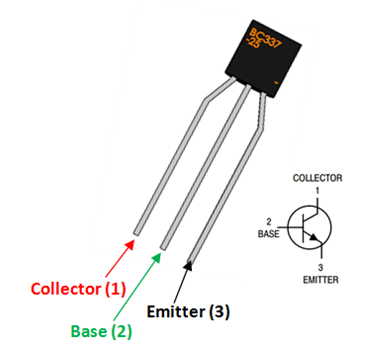 BC337
-25
-
COLLECTOR
1
2
BASE
3
EMITTER
Collector (1)
Base (2)
Emitter (3)